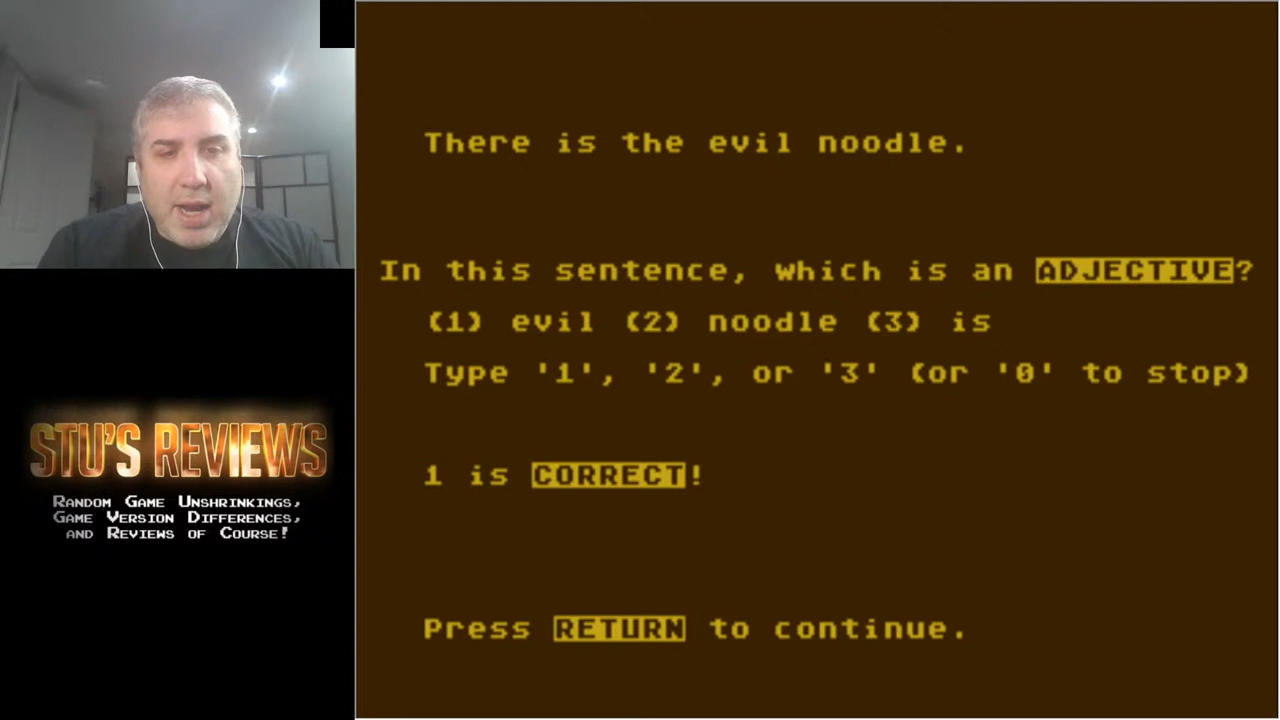 There is the evil noodle.
In this sentence, which is an ADJECTIVE?
(1) evil (2) noodle (3) is
Type '1', '2', or '3' (or '0' to stop)
1 is CORRECT!
Press RETURN to continue.
STU'S REVIEWS
RANDOM GAME UNSHRINKINGS,
GAME VERSION DIFFERENCES,
AND REVIEWS OF COURSE!